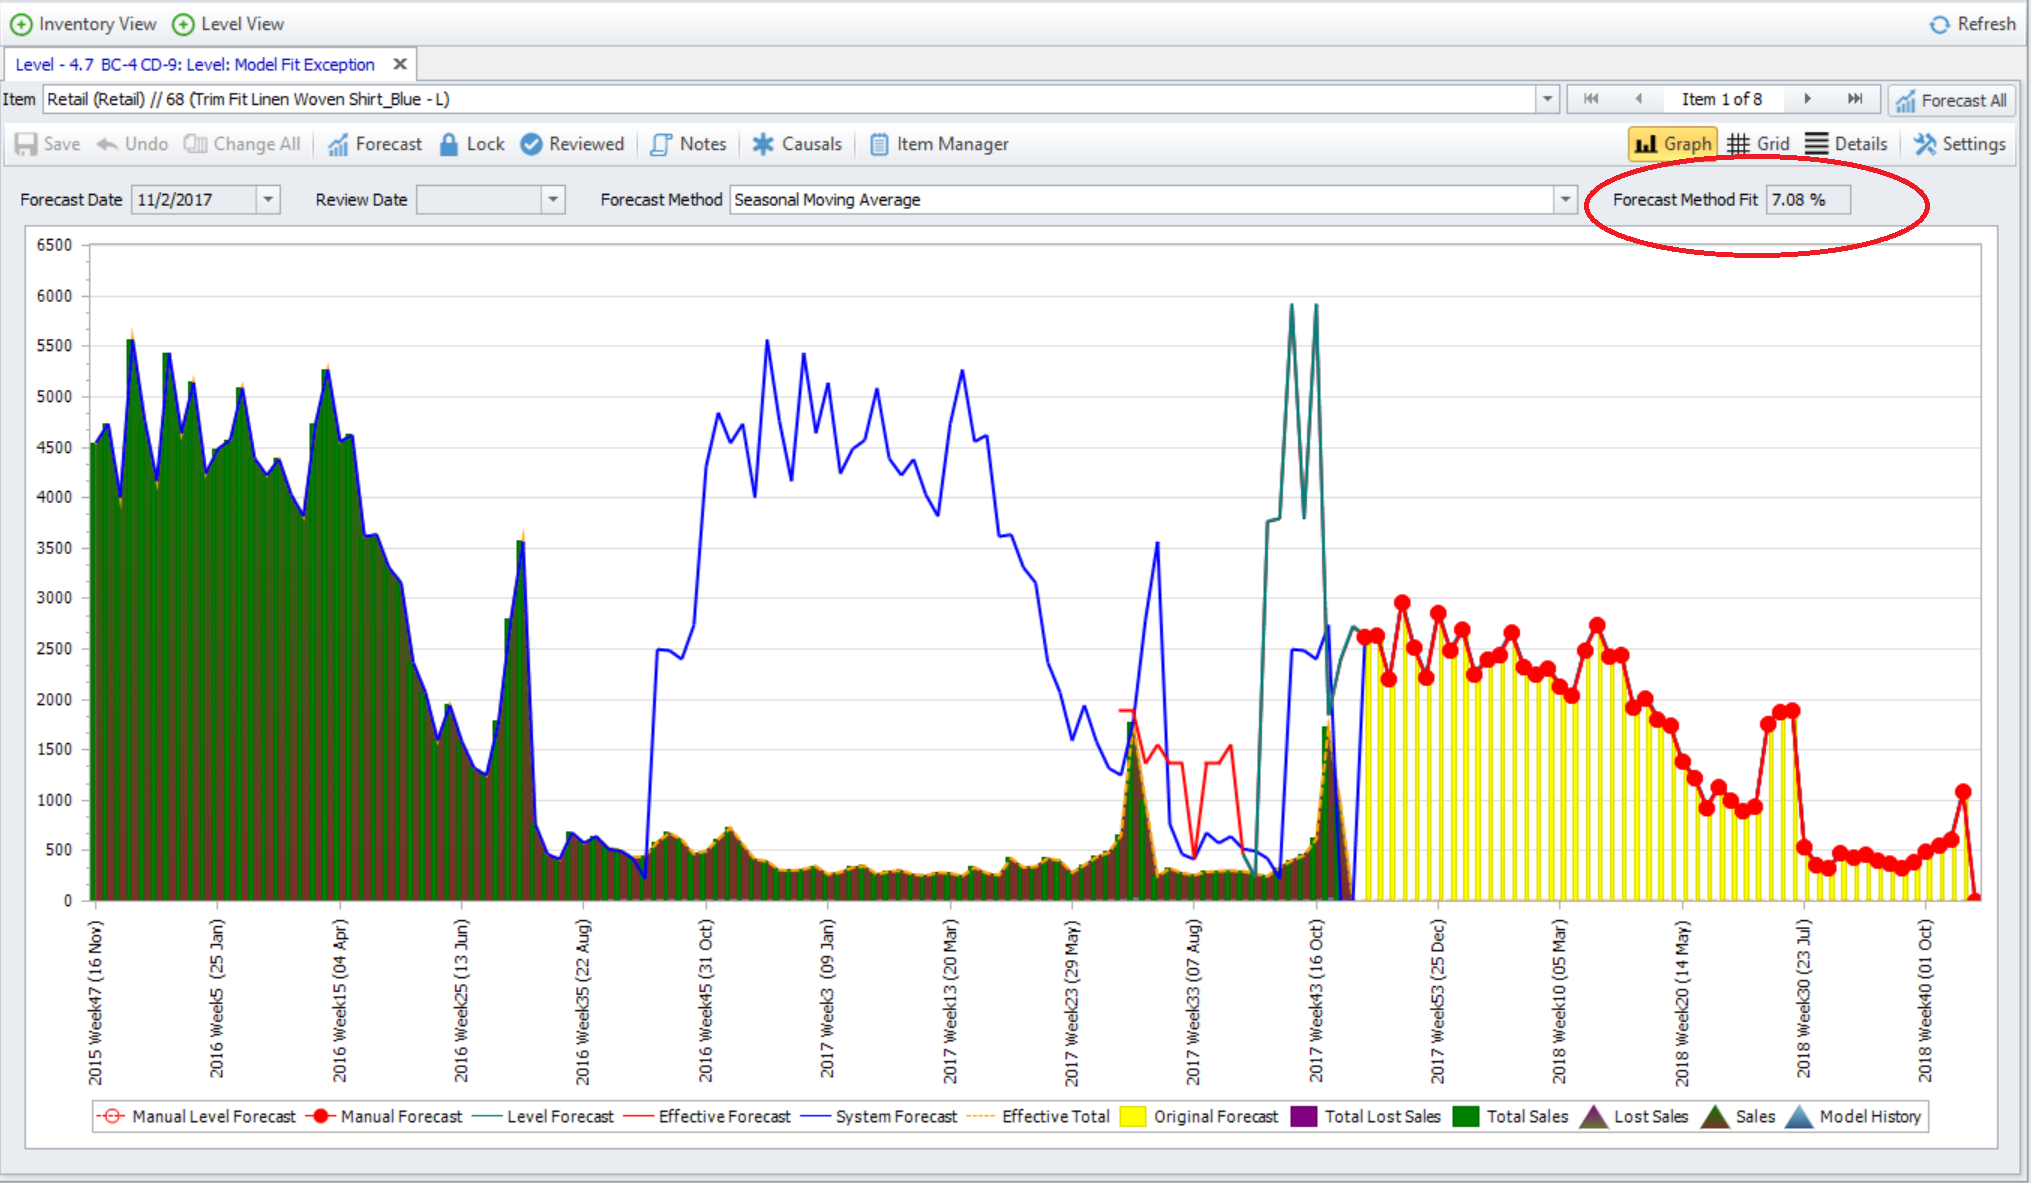 Inventory View Level View Refresh
Level - 4.7 BC-4 CD-9: Level: Model Fit Exception
Item Retail (Retail) // 68 (Trim Fit Linen Woven Shirt_Blue - L) Item 1 of 8 Forecast All
Save Undo Change All Forecast Lock Reviewed Notes Causals Item Manager Graph Grid Details Settings
Forecast Date 11/2/2017 Review Date Forecast Method Seasonal Moving Average Forecast Method Fit 7.08 %
6500
6000
5500
5000
4500
4000
3500
3000
2500
2000
1500
1000
500
0
2015 Week47 (16 Nov)
2016 Week5 (25 Jan)
2016 Week15 (04 Apr)
2016 Week25 (13 Jun)
2016 Week35 (22 Aug)
2016 Week45 (31 Oct)
2017 Week3 (09 Jan)
2017 Week13 (20 Mar)
2017 Week23 (29 May)
2017 Week33 (07 Aug)
2017 Week43 (16 Oct)
2017 Week53 (25 Dec)
2018 Week10 (05 Mar)
2018 Week20 (14 May)
2018 Week30 (23 Jul)
2018 Week40 (01 Oct)
Manual Level Forecast Manual Forecast Level Forecast Effective Forecast System Forecast Effective Total Original Forecast Total Lost Sales Total Sales Lost Sales Sales Model History